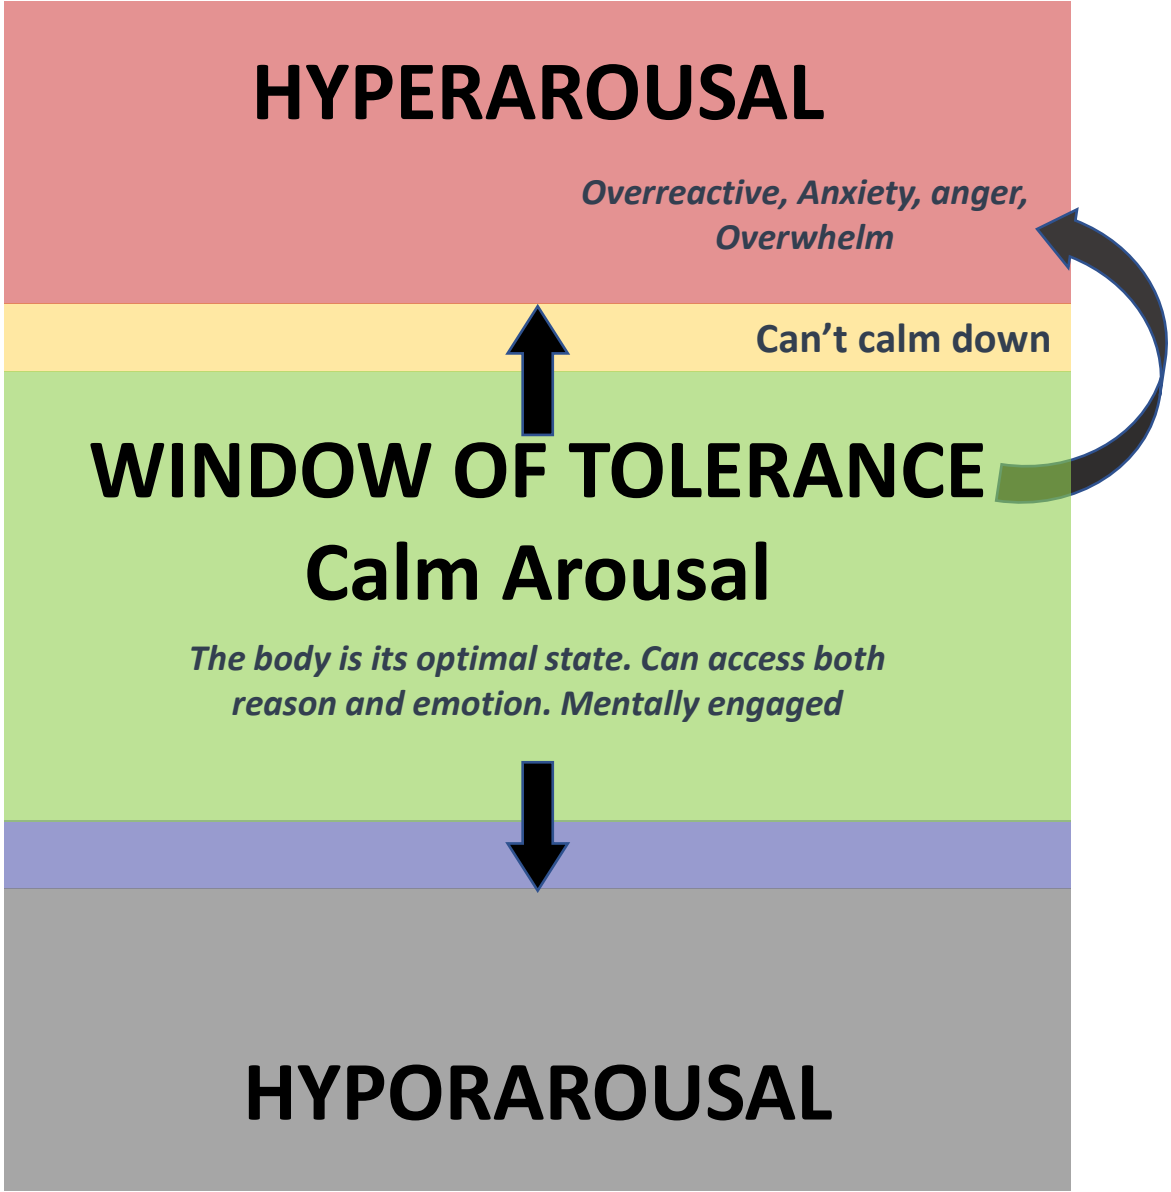 HYPERAROUSAL
Overreactive, Anxiety, anger,
Overwhelm
Can’t calm down
WINDOW OF TOLERANCE
Calm Arousal
The body is its optimal state. Can access both
reason and emotion. Mentally engaged
HYPORAROUSAL